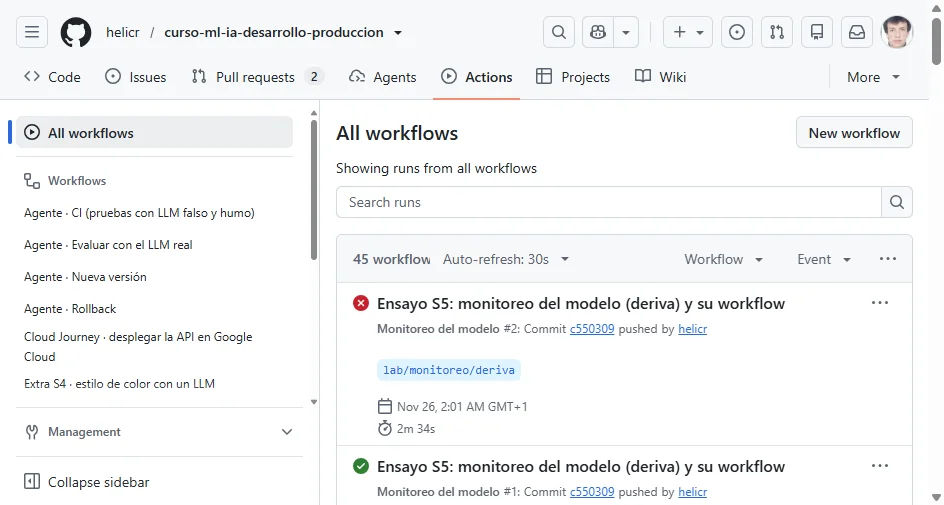 helicr / curso-ml-ia-desarrollo-produccion
Code Issues Pull requests 2 Agents Actions Projects Wiki More
All workflows
Workflows
Agente · CI (pruebas con LLM falso y humo)
Agente · Evaluar con el LLM real
Agente · Nueva versión
Agente · Rollback
Cloud Journey · desplegar la API en Google
Cloud
Extra S4 · estilo de color con un LLM
Management
Collapse sidebar
All workflows
New workflow
Showing runs from all workflows
Search runs
45 workflow Auto-refresh: 30s Workflow Event
Ensayo S5: monitoreo del modelo (deriva) y su workflow
Monitoreo del modelo #2: Commit c550309 pushed by helicr
lab/monitoreo/deriva
Nov 26, 2:01 AM GMT+1
2m 34s
Ensayo S5: monitoreo del modelo (deriva) y su workflow
Monitoreo del modelo #1: Commit c550309 pushed by helicr